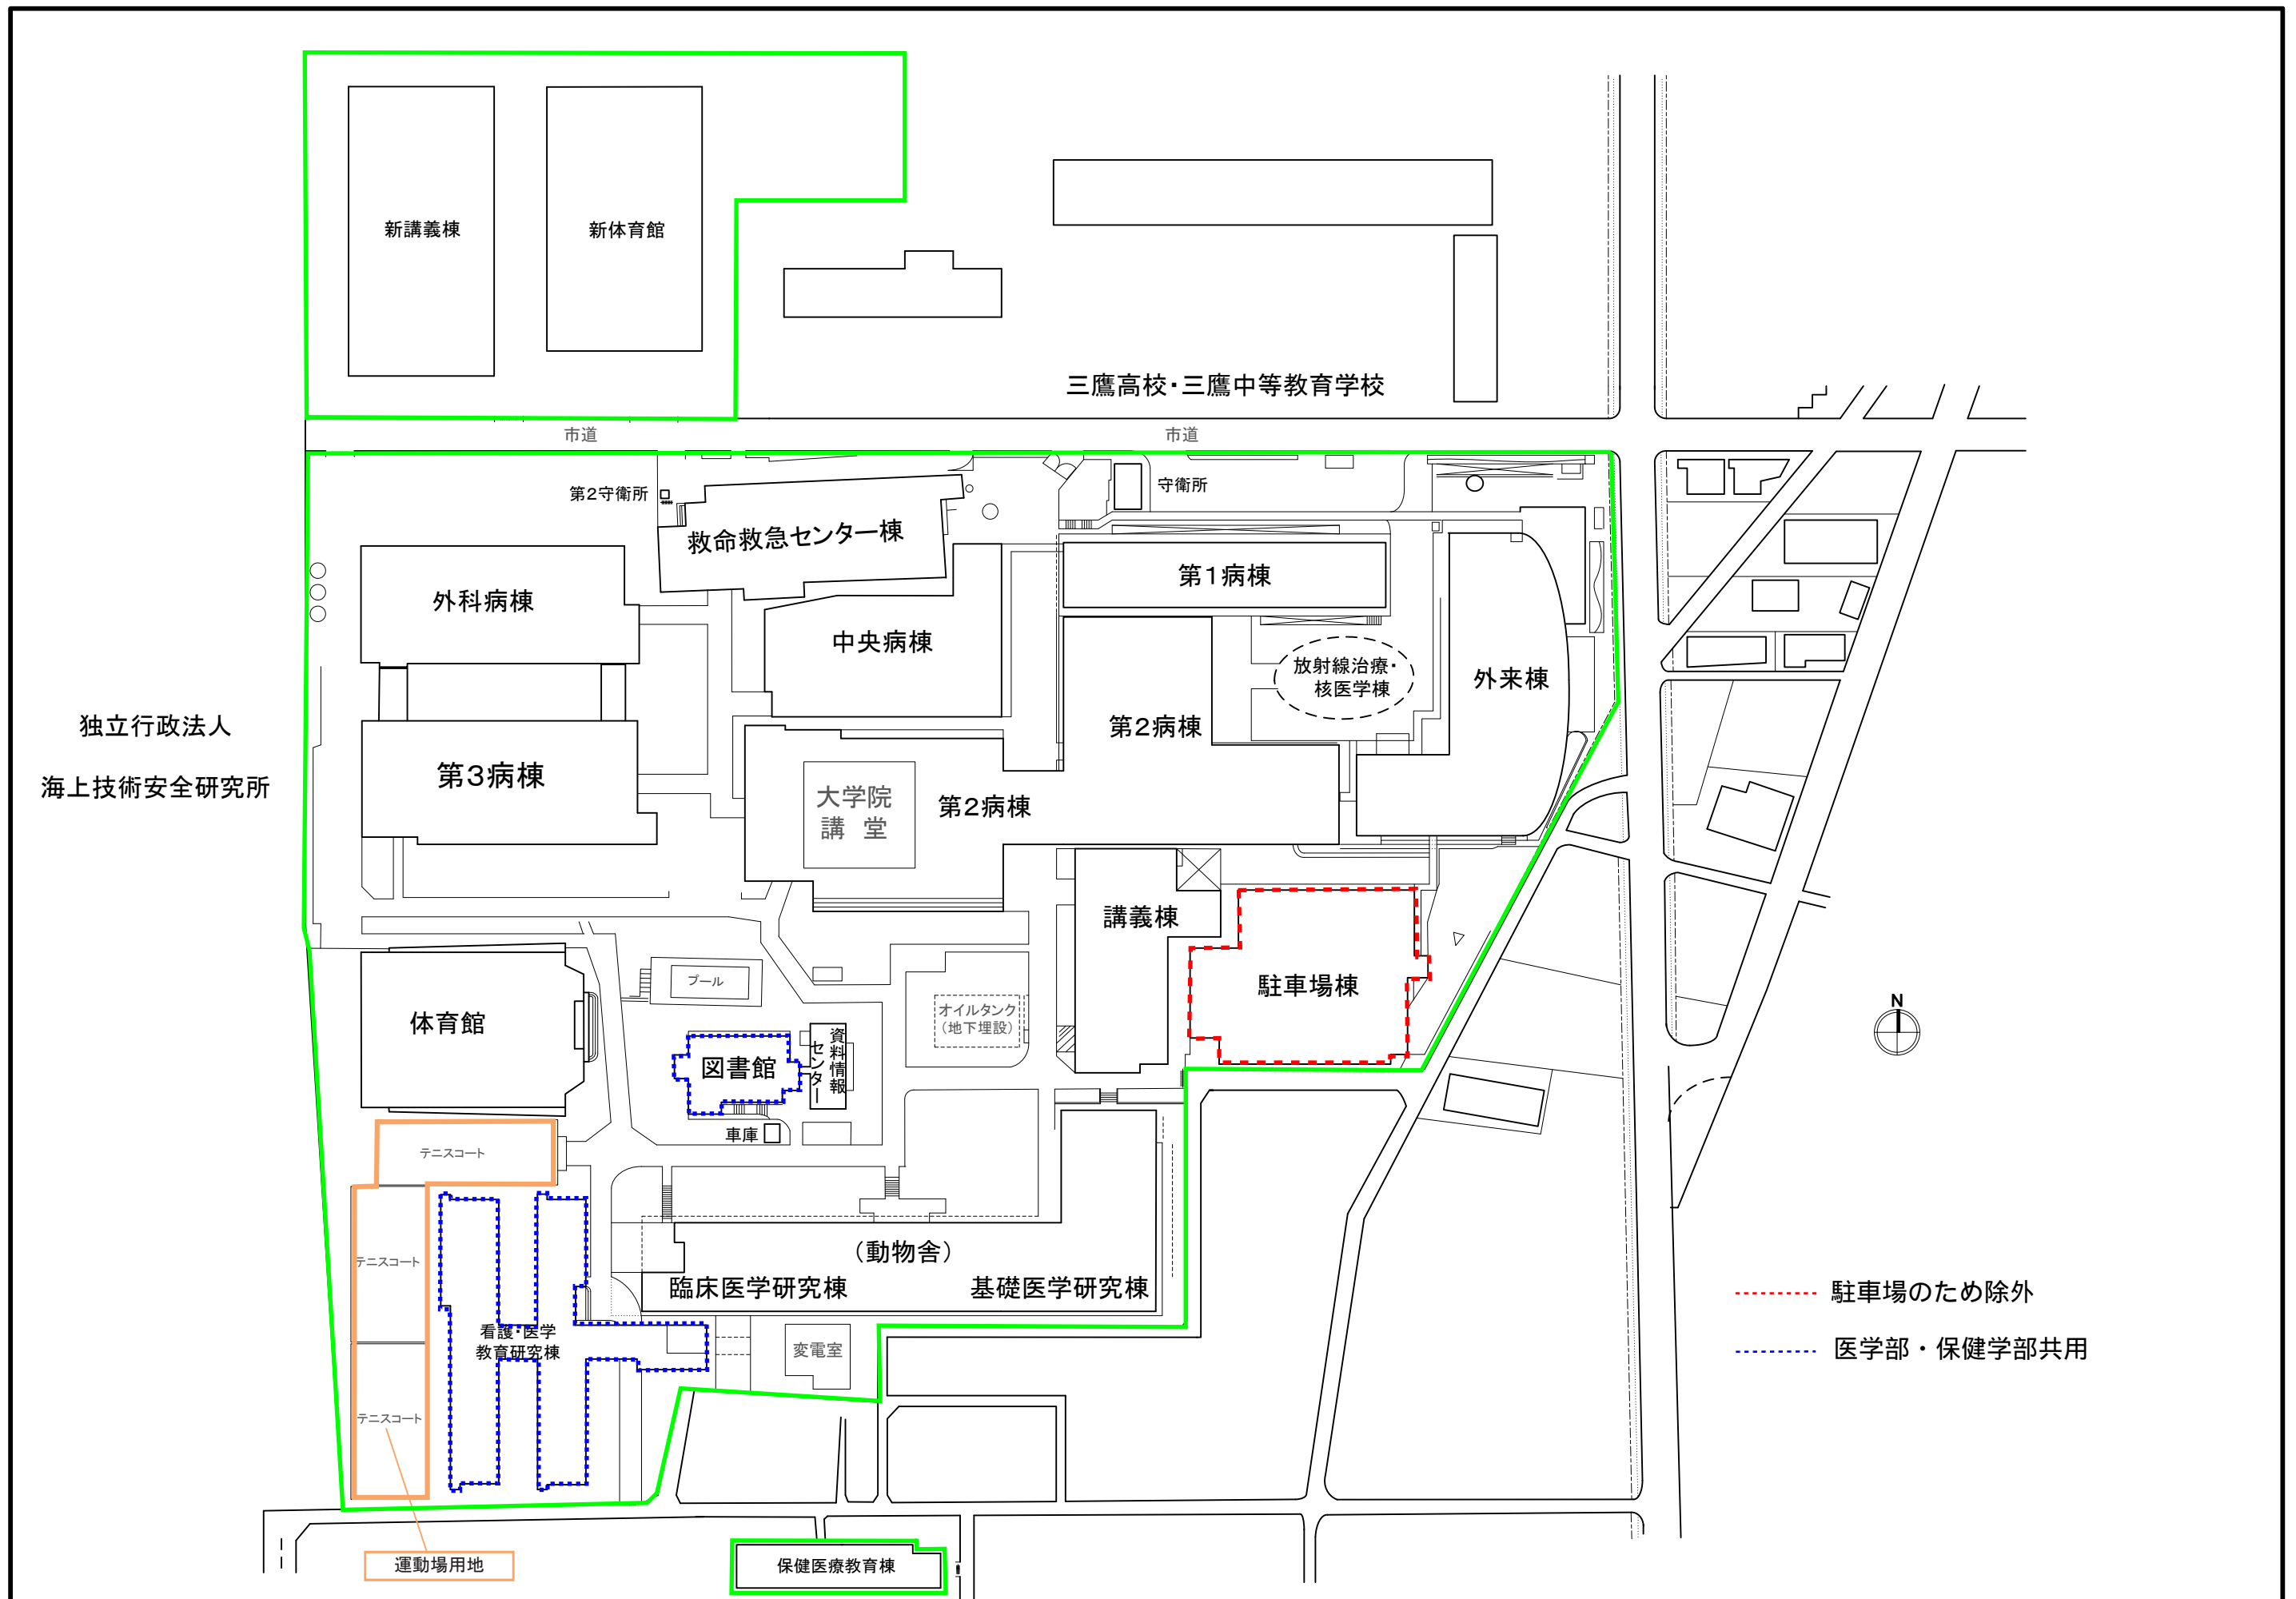 新講義棟
新体育館
三鷹高校・三鷹中等教育学校
市道
市道
第2守衛所
守衛所
救命救急センター棟
第1病棟
外科病棟
中央病棟
放射線治療・
核医学棟
外来棟
独立行政法人
海上技術安全研究所
第2病棟
第3病棟
大学院
講 堂
第2病棟
講義棟
駐車場棟
プール
体育館
オイルタンク
(地下埋設)
図書館
資料情報
センター
車庫
N
テニスコート
テニスコート
(動物舎)
臨床医学研究棟
基礎医学研究棟
駐車場のため除外
看護・医学
教育研究棟
変電室
医学部・保健学部共用
テニスコート
運動場用地
保健医療教育棟